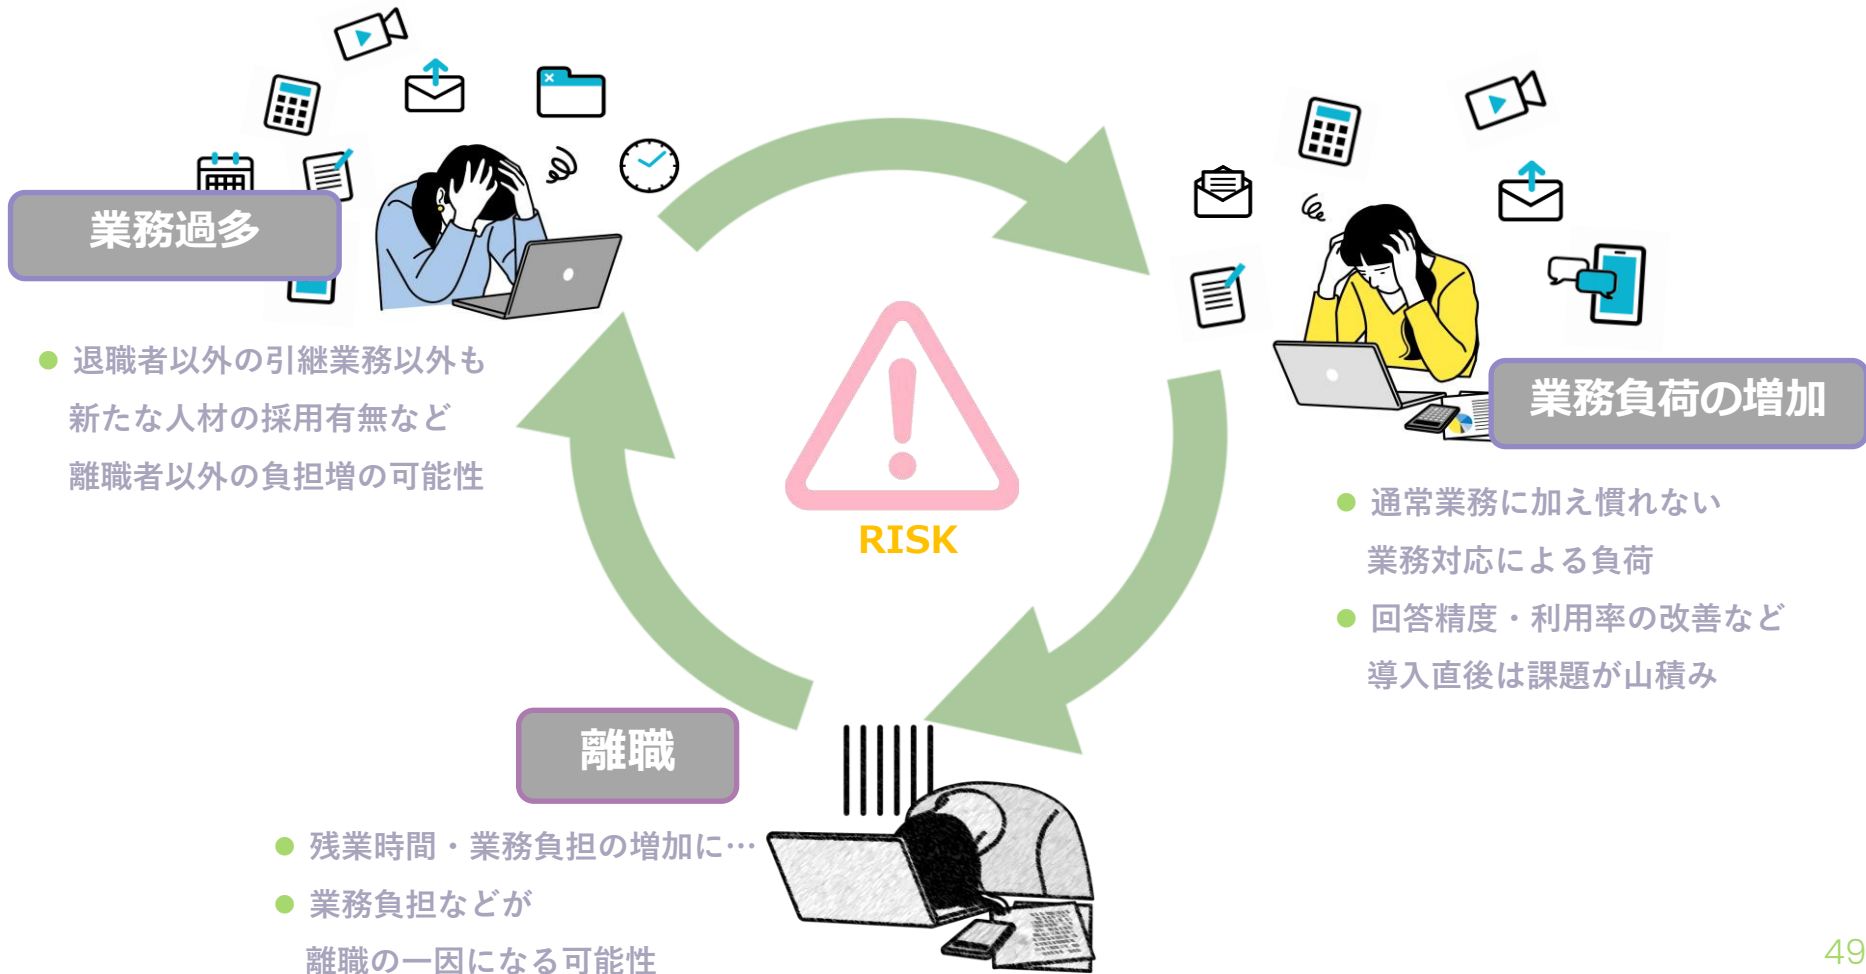 業務過多
● 退職者以外の引継業務以外も
新たな人材の採用有無など
離職者以外の負担増の可能性
RISK
業務負荷の増加
● 通常業務に加え慣れない
業務対応による負荷
● 回答精度・利用率の改善など
導入直後は課題が山積み
離職
● 残業時間・業務負担の増加に…
● 業務負担などが
離職の一因になる可能性
49